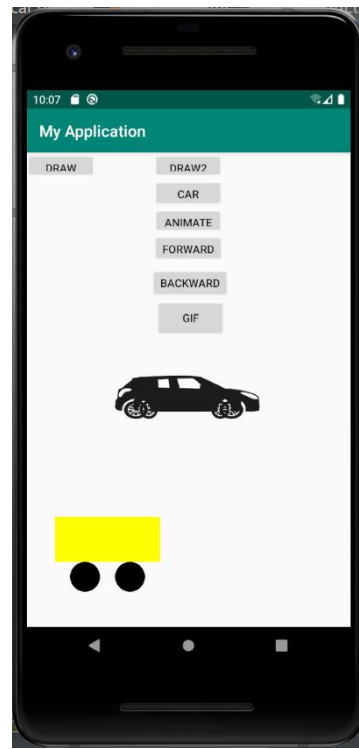 10:07
My Application
DRAW DRAW2
CAR
ANIMATE
FORWARD
BACKWARD
GIF